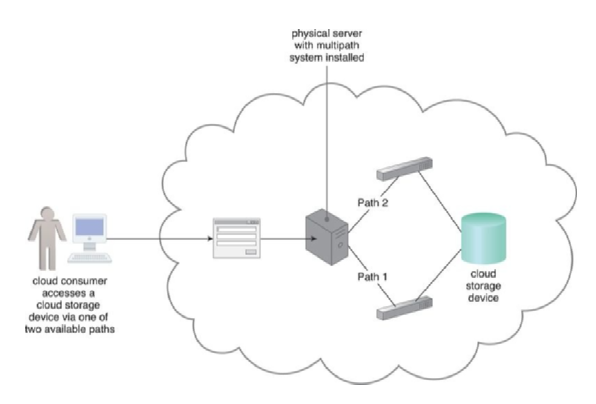 physical server
with multipath
system installed
Path 2
Path 1
cloud
storage
device
cloud consumer
accesses a
cloud storage
device via one of
two available paths